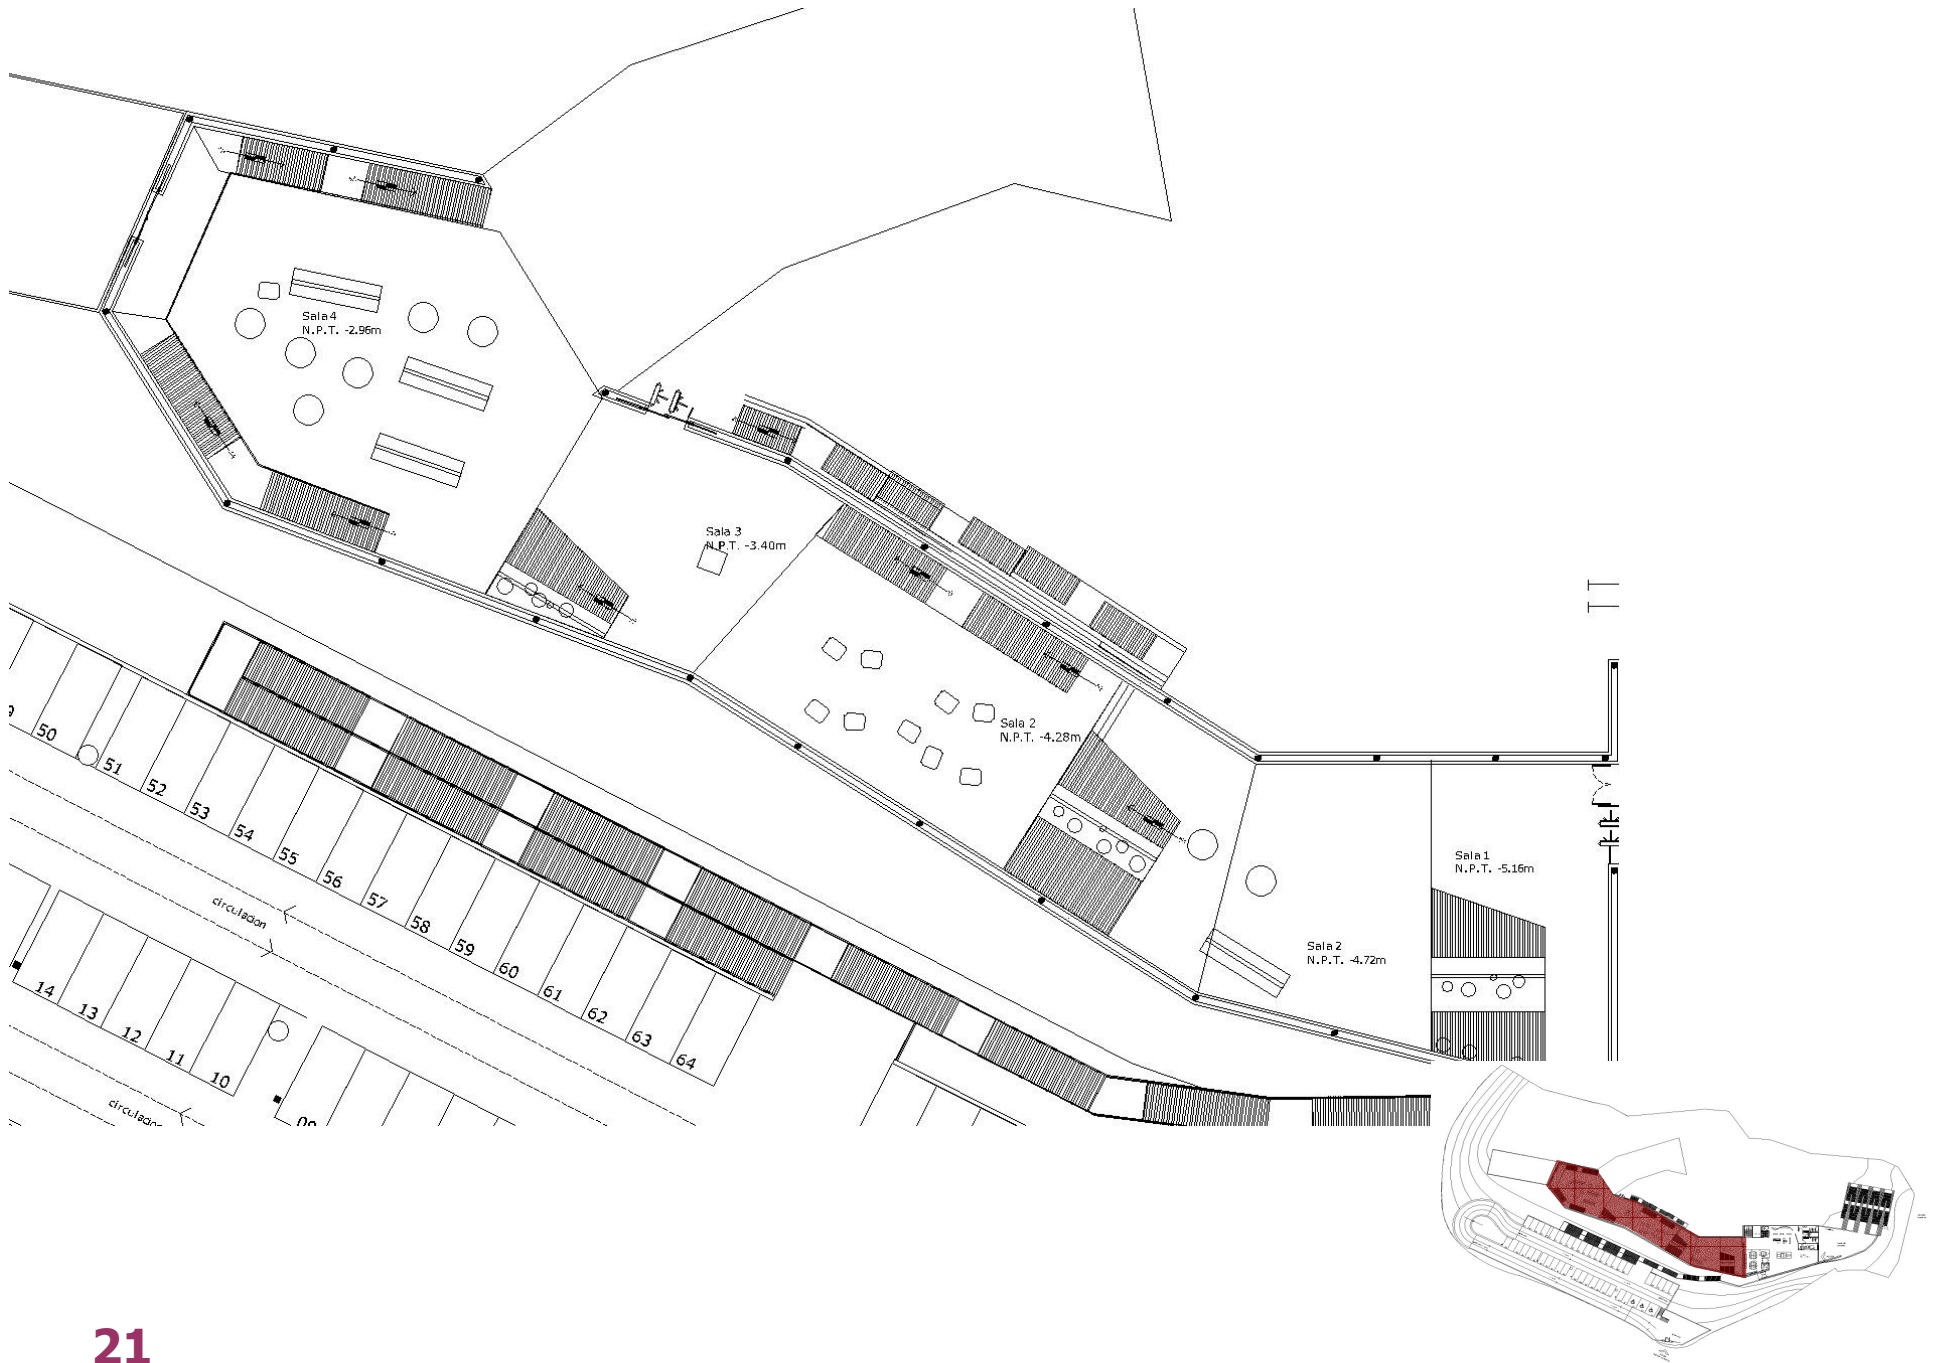 Sala 4
N.P.T. -2.96m
Sala 3
N.P.T. -3.40m
Sala 2
N.P.T. -4.28m
Sala 1
N.P.T. -5.16m
Sala 2
N.P.T. -4.72m
50
51
52
53
54
55
56
57
58
59
60
61
62
63
64
circulacion
14
13
12
11
10
circulacion
21